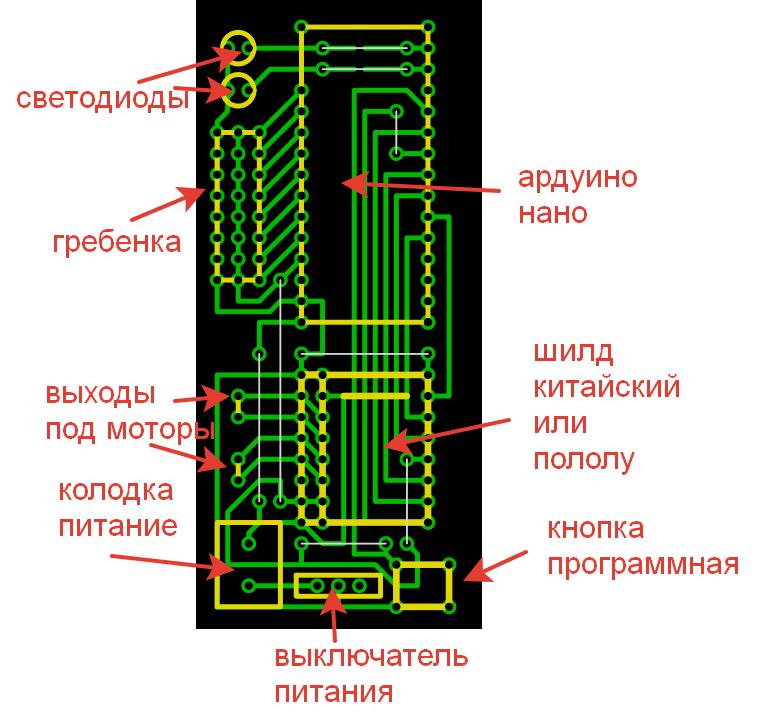 светодиоды
гребенка
ардуино
нано
шилд
китайский
или
пололу
выходы
под моторы
колодка
питание
кнопка
программная
выключатель
питания